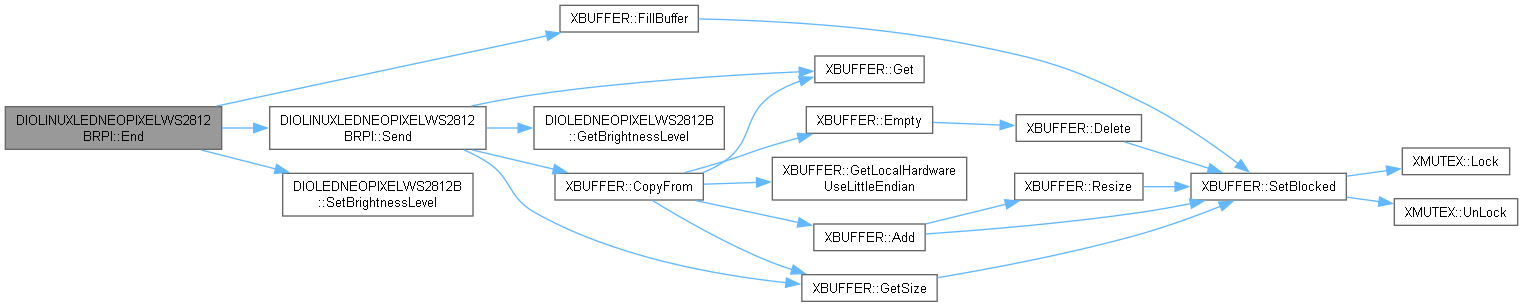 DIOLINUXLEDNEOPIXELWS2812
BRPI::End
XBUFFER::FillBuffer
DIOLINUXLEDNEOPIXELWS2812
BRPI::Send
DIOLEDNEOPIXELWS2812B
::SetBrightnessLevel
XBUFFER::Get
DIOLEDNEOPIXELWS2812B
::GetBrightnessLevel
XBUFFER::CopyFrom
XBUFFER::Empty
XBUFFER::GetLocalHardware
UseLittleEndian
XBUFFER::Add
XBUFFER::GetSize
XBUFFER::Delete
XBUFFER::Resize
XBUFFER::SetBlocked
XMUTEX::Lock
XMUTEX::UnLock